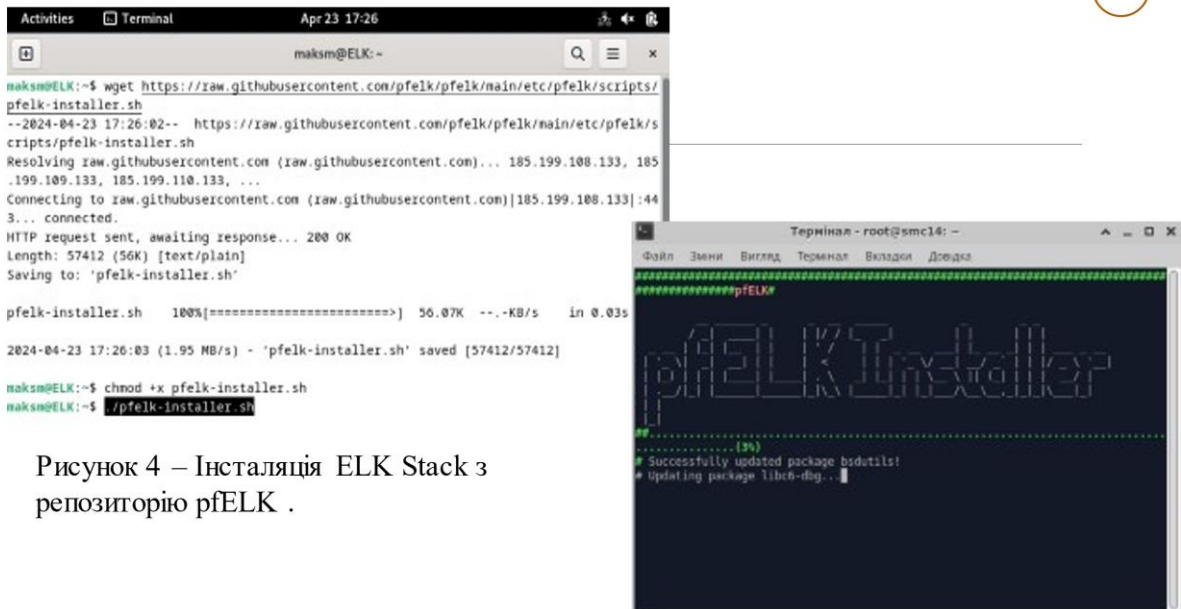 Activities Terminal Apr 23 17:26
maksm@ELK: ~
maksm@ELK:~$ wget https://raw.githubusercontent.com/pfelk/pfelk/main/etc/pfelk/scripts/
pfelk-installer.sh
--2024-04-23 17:26:02-- https://raw.githubusercontent.com/pfelk/pfelk/main/etc/pfelk/s
cripts/pfelk-installer.sh
Resolving raw.githubusercontent.com (raw.githubusercontent.com)... 185.199.108.133, 185
.199.109.133, 185.199.110.133, ...
Connecting to raw.githubusercontent.com (raw.githubusercontent.com)|185.199.108.133|:44
3... connected.
HTTP request sent, awaiting response... 200 OK
Length: 57412 (56K) [text/plain]
Saving to: 'pfelk-installer.sh'
pfelk-installer.sh 100%[========================>] 56.07K --.-KB/s in 0.03s
2024-04-23 17:26:03 (1.95 MB/s) - 'pfelk-installer.sh' saved [57412/57412]
maksm@ELK:~$ chmod +x pfelk-installer.sh
maksm@ELK:~$ ./pfelk-installer.sh
Рисунок 4 – Інсталяція ELK Stack з
репозиторію pfELK .
Термінал - root@smc14: ~
Файл Зміни Вигляд Термінал Вкладки Довідка
###############pfELK#
pfELK Installer
##......................................................................
...............(3%)
# Successfully updated package bsdutils!
# Updating package libc6-dbg...